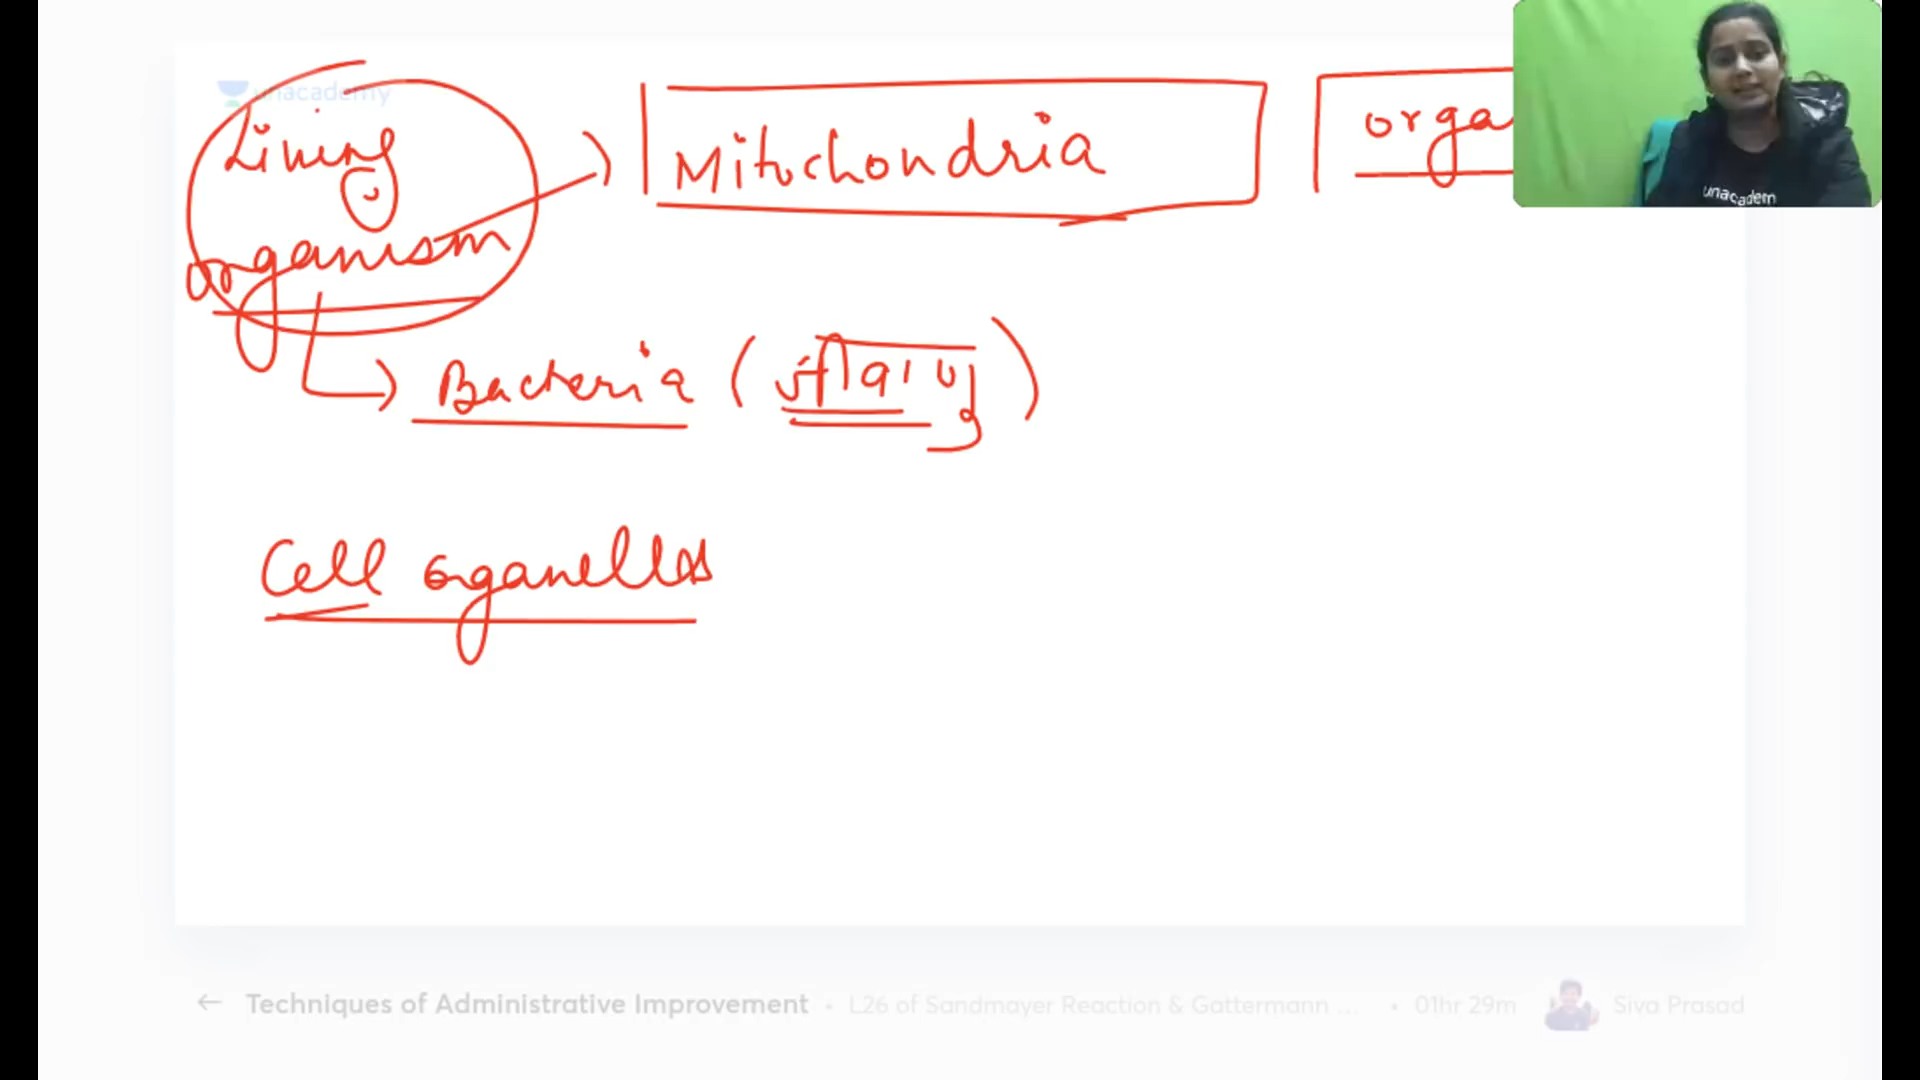 unacademy
Living
organism
Mitochondria
orga
unacadem
Bacteria (जीवाणु)
Cell organelles
← Techniques of Administrative Improvement • L26 of Sandmayer Reaction & Gattermann ... • 01hr 29m Siva Prasad